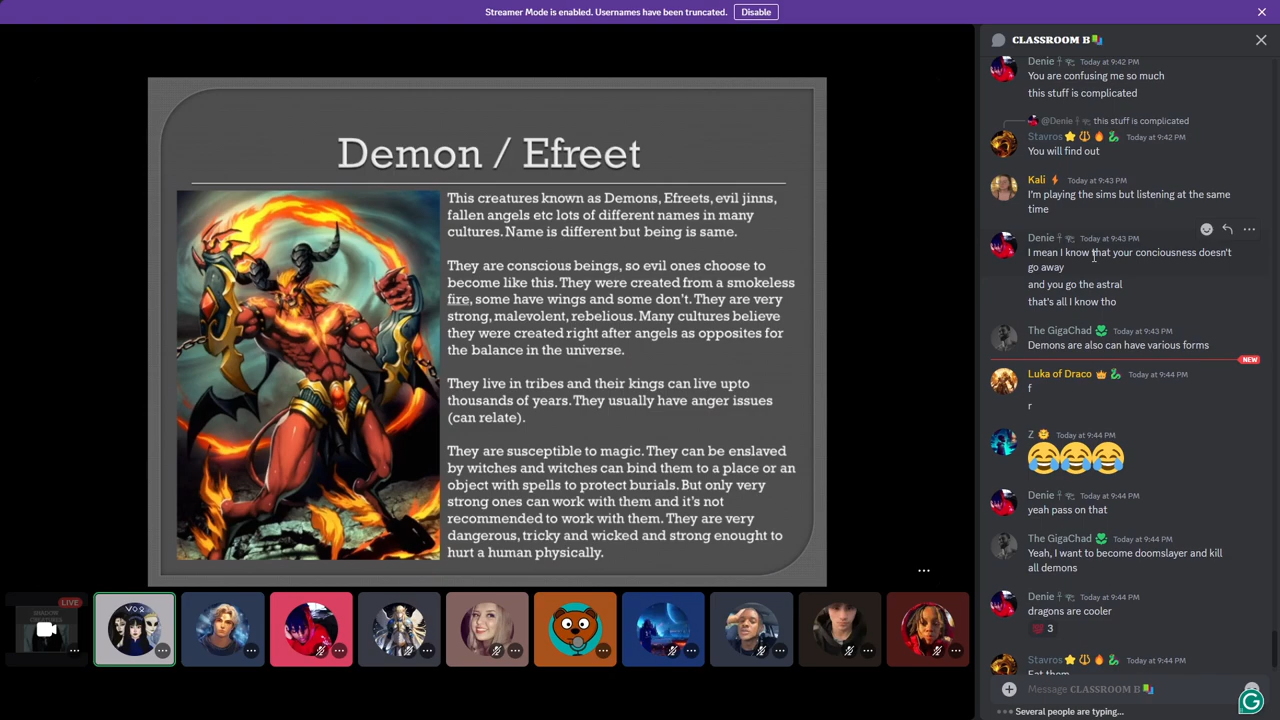 Streamer Mode is enabled. Usernames have been truncated.
Disable
Demon / Efreet
This creatures known as Demons, Efreets, evil jinns,
fallen angels etc lots of different names in many
cultures. Name is different but being is same.
They are conscious beings, so evil ones choose to
become like this. They were created from a smokeless
fire, some have wings and some don't. They are very
strong, malevolent, rebelious. Many cultures believe
they were created right after angels as opposites for
the balance in the universe.
They live in tribes and their kings can live upto
thousands of years. They usually have anger issues
(can relate).
They are susceptible to magic. They can be enslaved
by witches and witches can bind them to a place or an
object with spells to protect burials. But only very
strong ones can work with them and it's not
recommended to work with them. They are very
dangerous, tricky and wicked and strong enought to
hurt a human physically.
LIVE
SHADOW
VOX
CLASSROOM B
Denie Today at 9:42 PM
You are confusing me so much
this stuff is complicated
@Denie this stuff is complicated
Stavros Today at 9:42 PM
You will find out
Kali Today at 9:43 PM
I'm playing the sims but listening at the same
time
Denie Today at 9:43 PM
I mean I know that your conciousness doesn't
go away
and you go the astral
that's all I know tho
The GigaChad Today at 9:43 PM
Demons are also can have various forms
NEW
Luka of Draco Today at 9:44 PM
f
r
Z Today at 9:44 PM
😂😂😂
Denie Today at 9:44 PM
yeah pass on that
The GigaChad Today at 9:44 PM
Yeah, I want to become doomslayer and kill
all demons
Denie Today at 9:44 PM
dragons are cooler
3
Stavros Today at 9:44 PM
Eat them
Message CLASSROOM B
Several people are typing...